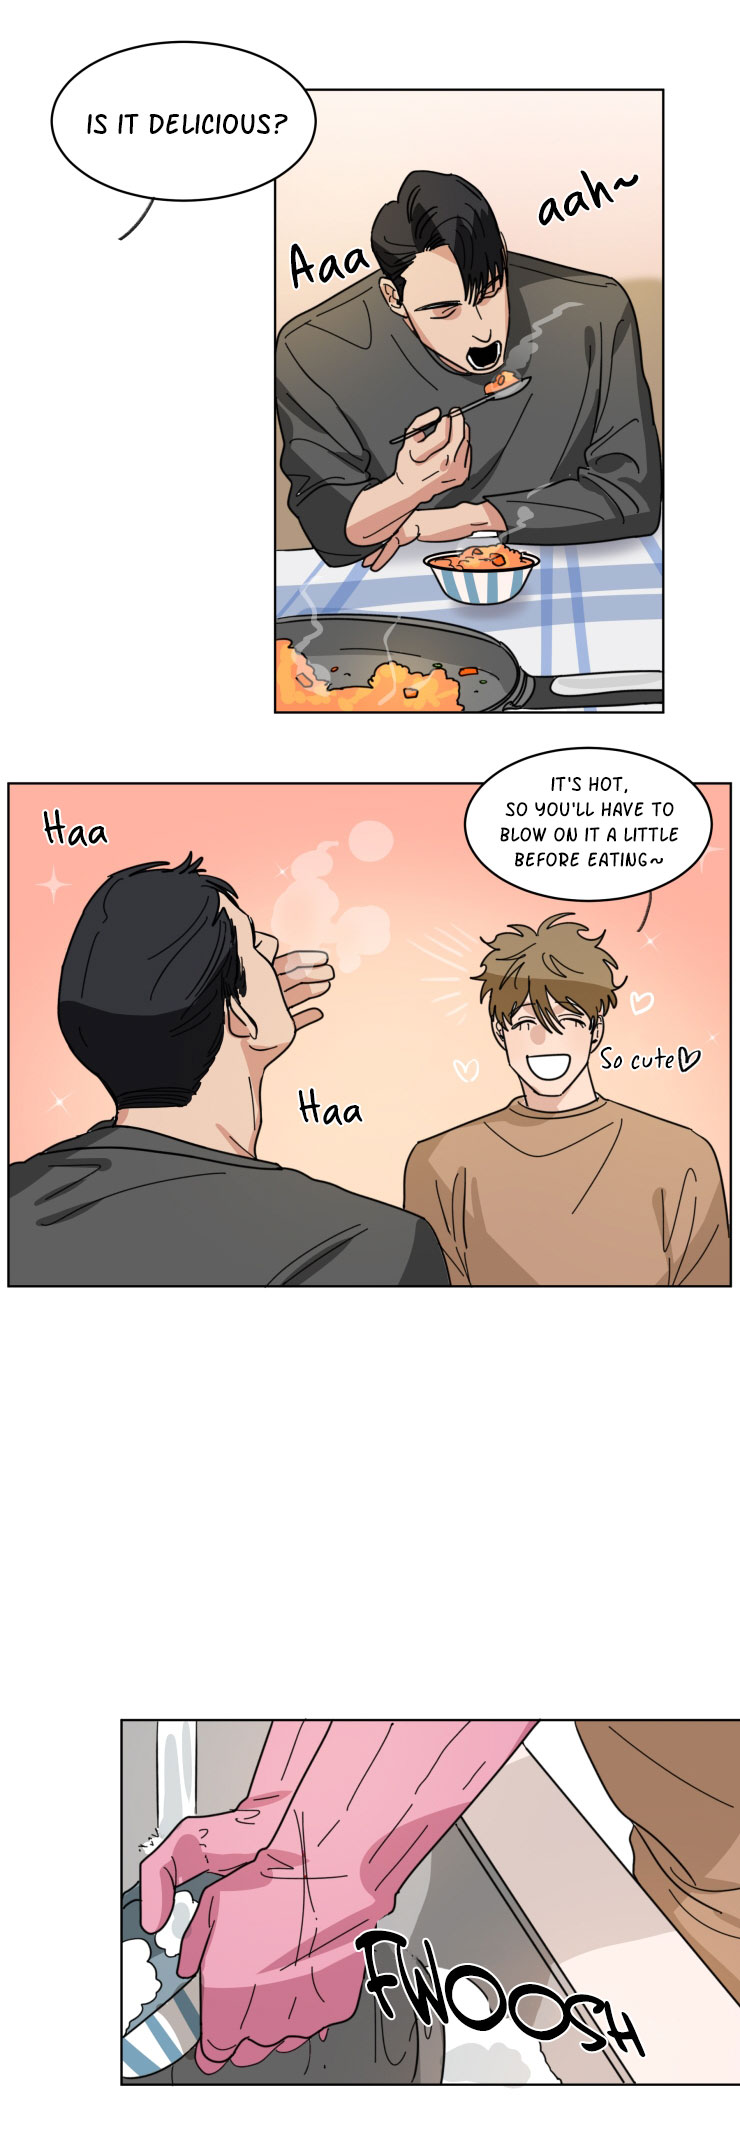 IS IT DELICIOUS?
Aaa
aah~
IT'S HOT,
SO YOU'LL HAVE TO
BLOW ON IT A LITTLE
BEFORE EATING~
Haa
So cute♡
Haa
FWOOSH